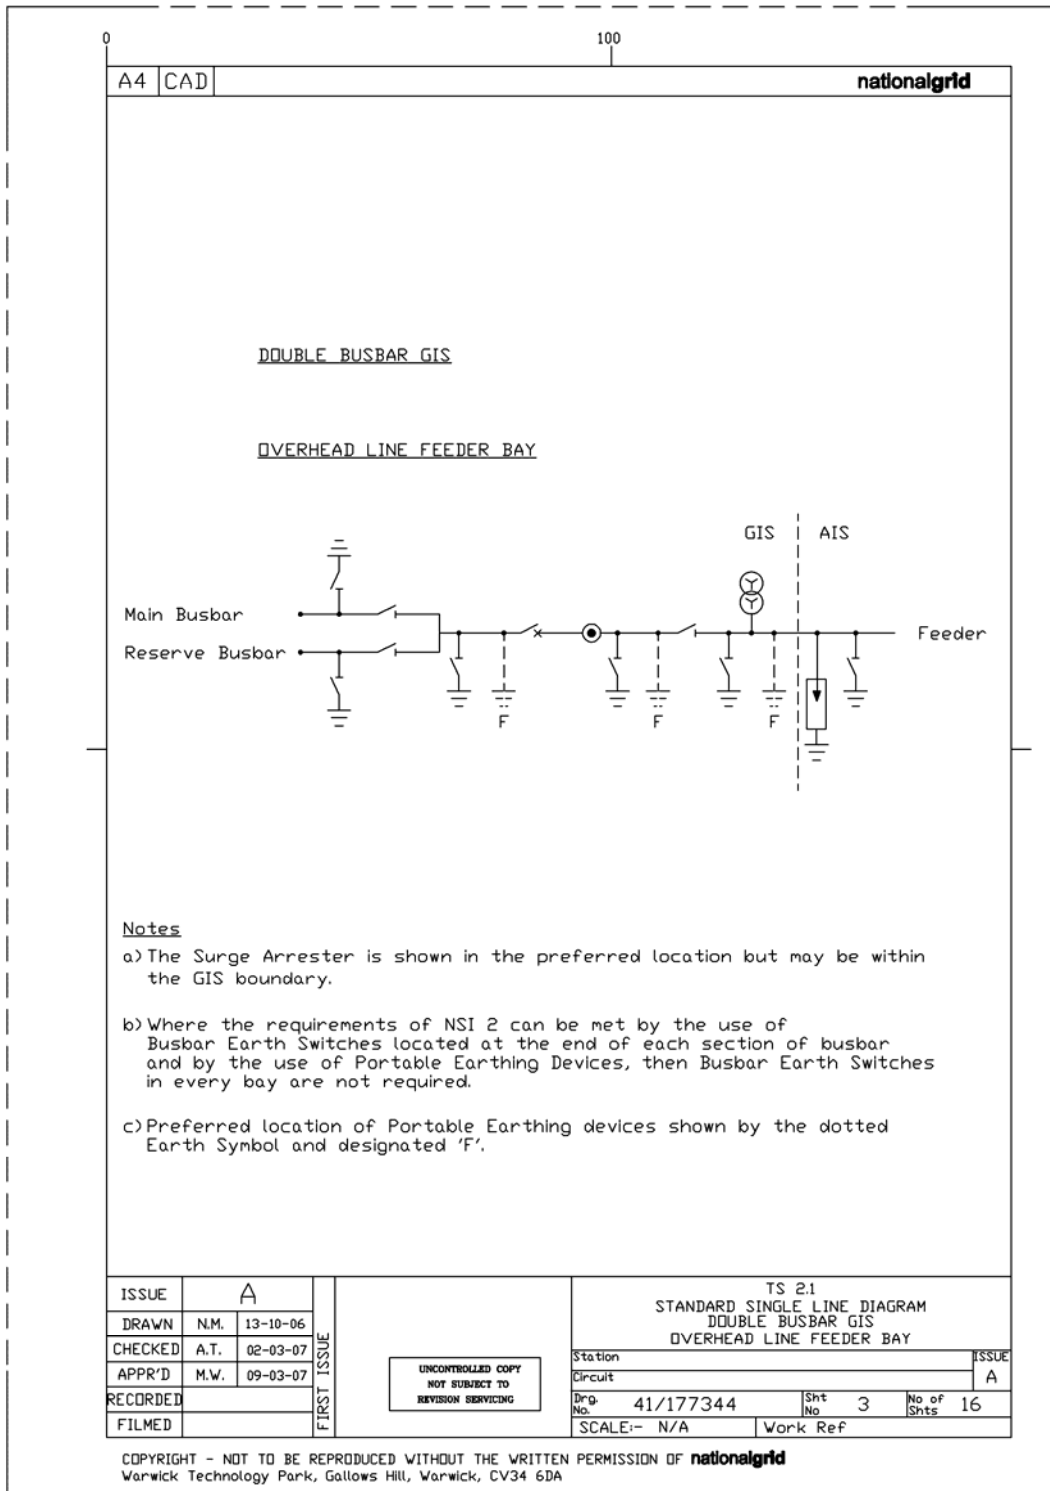 0
100
A4 CAD
nationalgrid
DOUBLE BUSBAR GIS
OVERHEAD LINE FEEDER BAY
GIS AIS
Main Busbar
Feeder
Reserve Busbar
F F F
Notes
a) The Surge Arrester is shown in the preferred location but may be within
the GIS boundary.
b) Where the requirements of NSI 2 can be met by the use of
Busbar Earth Switches located at the end of each section of busbar
and by the use of Portable Earthing Devices, then Busbar Earth Switches
in every bay are not required.
c) Preferred location of Portable Earthing devices shown by the dotted
Earth Symbol and designated 'F'.
ISSUE A
DRAWN N.M. 13-10-06
CHECKED A.T. 02-03-07
APPR'D M.W. 09-03-07
RECORDED
FILMED
FIRST ISSUE
UNCONTROLLED COPY
NOT SUBJECT TO
REVISION SERVICING
TS 2.1
STANDARD SINGLE LINE DIAGRAM
DOUBLE BUSBAR GIS
OVERHEAD LINE FEEDER BAY
Station
ISSUE
Circuit
A
Drg. No. 41/177344 Sht No 3 No of Shts 16
SCALE:- N/A Work Ref
COPYRIGHT - NOT TO BE REPRODUCED WITHOUT THE WRITTEN PERMISSION OF nationalgrid
Warwick Technology Park, Gallows Hill, Warwick, CV34 6DA